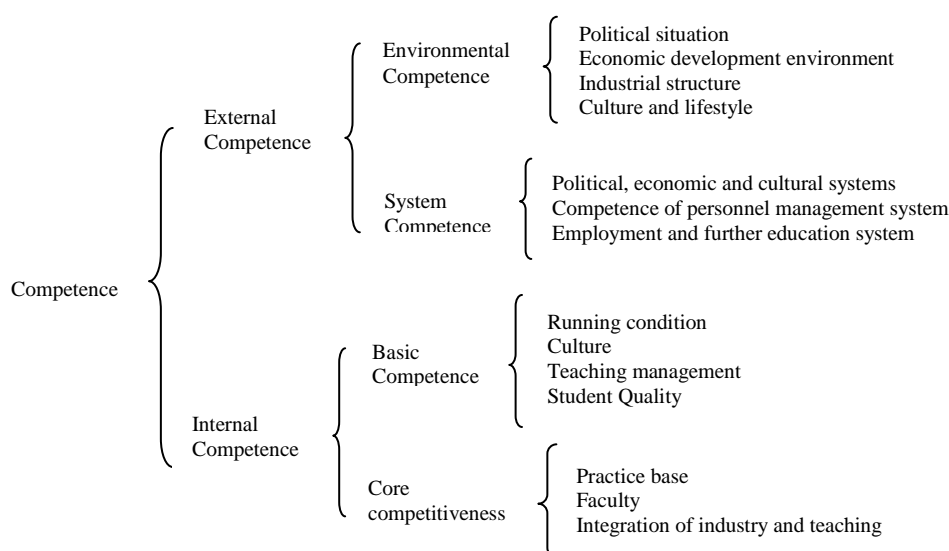 Competence
External
Competence
Environmental
Competence
Political situation
Economic development environment
Industrial structure
Culture and lifestyle
System
Competence
Political, economic and cultural systems
Competence of personnel management system
Employment and further education system
Internal
Competence
Basic
Competence
Running condition
Culture
Teaching management
Student Quality
Core
competitiveness
Practice base
Faculty
Integration of industry and teaching